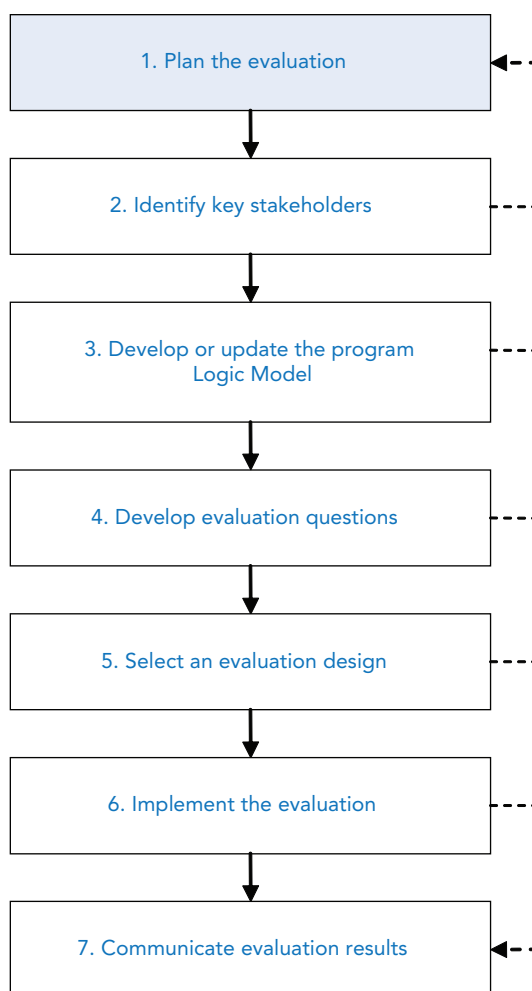 1. Plan the evaluation
2. Identify key stakeholders
3. Develop or update the program
Logic Model
4. Develop evaluation questions
5. Select an evaluation design
6. Implement the evaluation
7. Communicate evaluation results